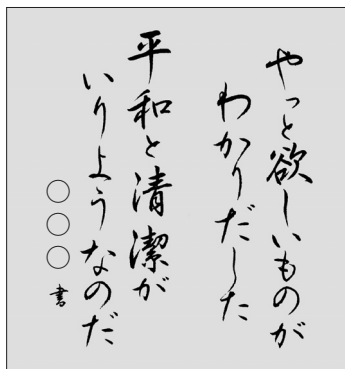 やっと欲しいものが
わかりだした
平和と清潔が
いりようなのだ
○○○ 書